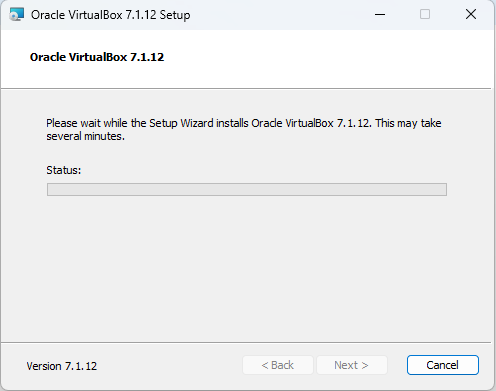 Oracle VirtualBox 7.1.12 Setup
Oracle VirtualBox 7.1.12
Please wait while the Setup Wizard installs Oracle VirtualBox 7.1.12. This may take
several minutes.
Status:
Version 7.1.12
< Back
Next >
Cancel